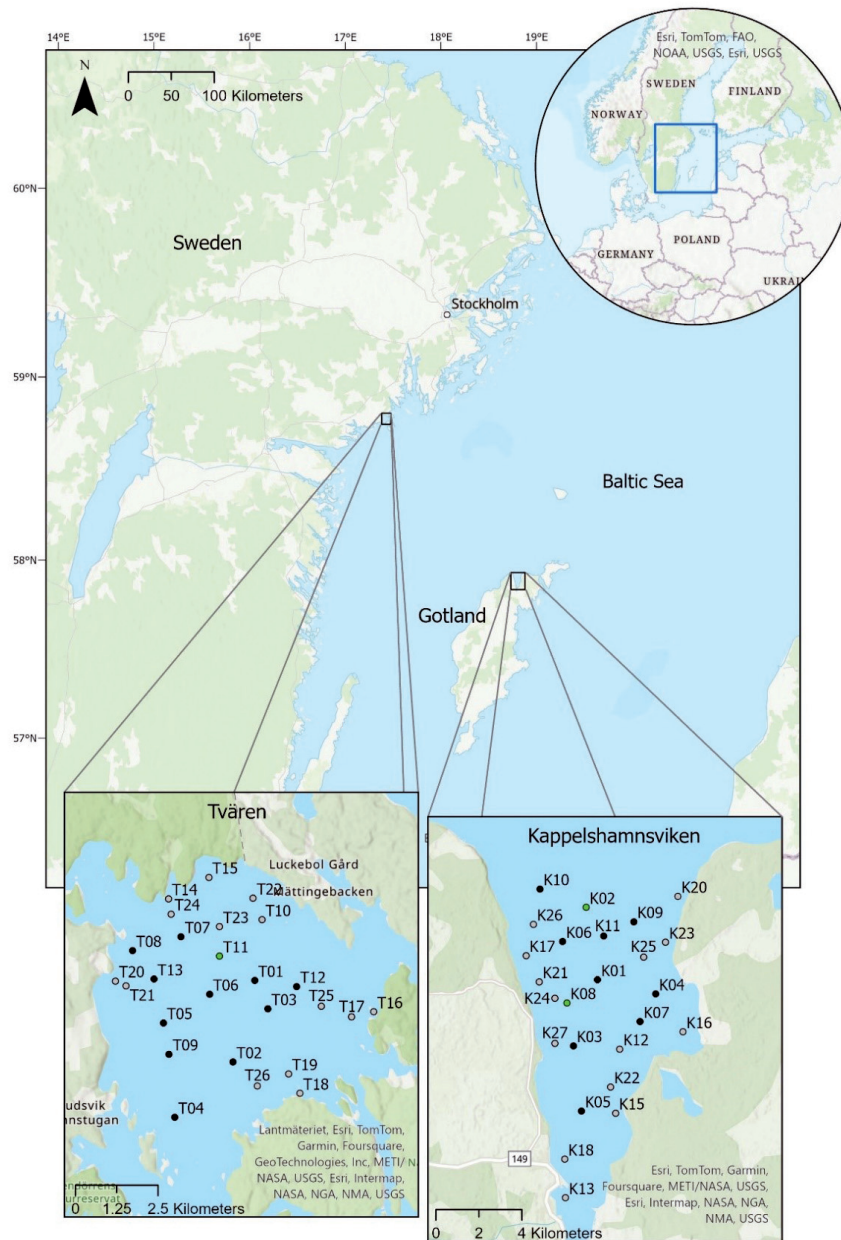 14°E
15°E
16°E
17°E
18°E
19°E
N
0 50 100 Kilometers
Esri, TomTom, FAO,
NOAA, USGS, Esri, USGS
SWEDEN
FINLAND
NORWAY
GERMANY
POLAND
60°N
Sweden
Stockholm
59°N
Baltic Sea
58°N
Gotland
57°N
Tvären
Luckebol Gård
Mättingebacken
T15
T14
T24
T22
T10
T23
T07
T08
T11
T20
T13
T21
T01
T12
T06
T03
T25
T17
T16
T05
T09
T02
T19
T26
T18
T04
Lantmäteriet, Esri, TomTom,
Garmin, Foursquare,
GeoTechnologies, Inc, METI/
NASA, USGS, Esri, Intermap,
NASA, NGA, NMA, USGS
0 1.25 2.5 Kilometers
Kappelshamnsviken
K10
K02
K20
K26
K09
K06
K11
K23
K17
K25
K21
K01
K04
K24
K08
K07
K16
K27
K03
K12
K22
K05
K15
K18
149
K13
Esri, TomTom, Garmin,
Foursquare, METI/NASA, USGS,
Esri, Intermap, NASA, NGA,
NMA, USGS
0 2 4 Kilometers